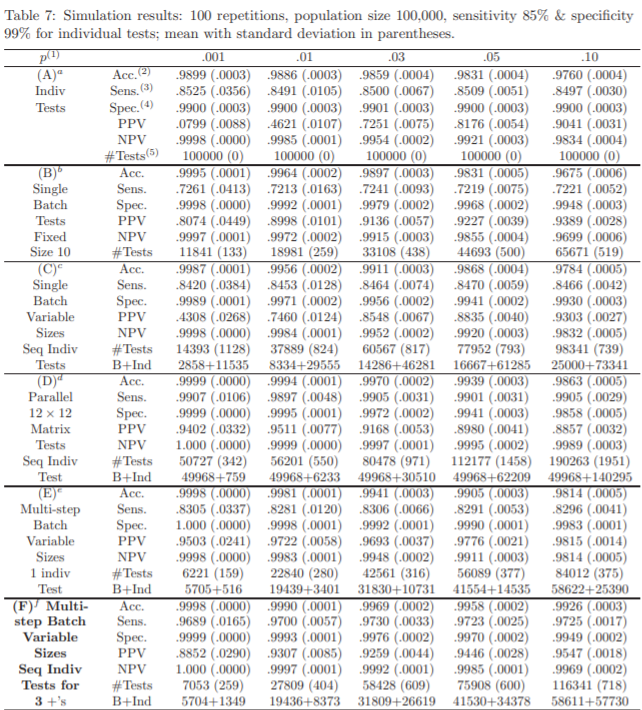 Table 7: Simulation results: 100 repetitions, population size 100,000, sensitivity 85% & specificity
99% for individual tests; mean with standard deviation in parentheses.
p(1) .001 .01 .03 .05 .10
(A)a Acc.(2) .9899 (.0003) .9886 (.0003) .9859 (.0004) .9831 (.0004) .9760 (.0004)
Indiv Sens.(3) .8525 (.0356) .8491 (.0105) .8500 (.0067) .8509 (.0051) .8497 (.0030)
Tests Spec.(4) .9900 (.0003) .9900 (.0003) .9901 (.0003) .9900 (.0003) .9900 (.0003)
PPV .0799 (.0088) .4621 (.0107) .7251 (.0075) .8176 (.0054) .9041 (.0031)
NPV .9998 (.0000) .9985 (.0001) .9954 (.0002) .9921 (.0003) .9834 (.0004)
#Tests(5) 100000 (0) 100000 (0) 100000 (0) 100000 (0) 100000 (0)
(B)b Acc. .9995 (.0001) .9964 (.0002) .9897 (.0003) .9831 (.0005) .9675 (.0006)
Single Sens. .7261 (.0413) .7213 (.0163) .7241 (.0093) .7219 (.0075) .7221 (.0052)
Batch Spec. .9998 (.0000) .9992 (.0001) .9979 (.0002) .9968 (.0002) .9948 (.0003)
Tests PPV .8074 (.0449) .8998 (.0101) .9136 (.0057) .9227 (.0039) .9389 (.0028)
Fixed NPV .9997 (.0001) .9972 (.0002) .9915 (.0003) .9855 (.0004) .9699 (.0006)
Size 10 #Tests 11841 (133) 18981 (259) 33108 (438) 44693 (500) 65671 (519)
(C)c Acc. .9987 (.0001) .9956 (.0002) .9911 (.0003) .9868 (.0004) .9784 (.0005)
Single Sens. .8420 (.0384) .8453 (.0128) .8464 (.0074) .8470 (.0059) .8466 (.0042)
Batch Spec. .9989 (.0001) .9971 (.0002) .9956 (.0002) .9941 (.0002) .9930 (.0003)
Variable PPV .4308 (.0268) .7460 (.0124) .8548 (.0067) .8835 (.0040) .9303 (.0027)
Sizes NPV .9998 (.0000) .9984 (.0001) .9952 (.0002) .9920 (.0003) .9832 (.0005)
Seq Indiv #Tests 14393 (1128) 37889 (824) 60567 (817) 77952 (793) 98341 (739)
Tests B+Ind 2858+11535 8334+29555 14286+46281 16667+61285 25000+73341
(D)d Acc. .9999 (.0000) .9994 (.0001) .9970 (.0002) .9939 (.0003) .9863 (.0005)
Parallel Sens. .9907 (.0106) .9897 (.0048) .9905 (.0031) .9901 (.0031) .9905 (.0029)
12 × 12 Spec. .9999 (.0000) .9995 (.0001) .9972 (.0002) .9941 (.0003) .9858 (.0005)
Matrix PPV .9402 (.0332) .9511 (.0077) .9168 (.0053) .8980 (.0041) .8857 (.0032)
Tests NPV 1.000 (.0000) .9999 (.0000) .9997 (.0001) .9995 (.0002) .9989 (.0003)
Seq Indiv #Tests 50727 (342) 56201 (550) 80478 (971) 112177 (1458) 190263 (1951)
Test B+Ind 49968+759 49968+6233 49968+30510 49968+62209 49968+140295
(E)e Acc. .9998 (.0000) .9981 (.0001) .9941 (.0003) .9905 (.0003) .9814 (.0005)
Multi-step Sens. .8305 (.0337) .8281 (.0120) .8306 (.0066) .8291 (.0053) .8296 (.0041)
Batch Spec. 1.000 (.0000) .9998 (.0001) .9992 (.0001) .9990 (.0001) .9983 (.0001)
Variable PPV .9503 (.0241) .9722 (.0058) .9693 (.0037) .9776 (.0021) .9815 (.0014)
Sizes NPV .9998 (.0000) .9983 (.0001) .9948 (.0002) .9911 (.0003) .9814 (.0005)
1 indiv #Tests 6221 (159) 22840 (280) 42561 (316) 56089 (377) 84012 (375)
Test B+Ind 5705+516 19439+3401 31830+10731 41554+14535 58622+25390
(F)f Multi- Acc. .9998 (.0000) .9990 (.0001) .9969 (.0002) .9958 (.0002) .9926 (.0003)
step Batch Sens. .9689 (.0165) .9700 (.0057) .9730 (.0033) .9723 (.0025) .9725 (.0017)
Variable Spec. .9999 (.0000) .9993 (.0001) .9976 (.0002) .9970 (.0002) .9949 (.0002)
Sizes PPV .8852 (.0290) .9307 (.0085) .9259 (.0044) .9446 (.0028) .9547 (.0018)
Seq Indiv NPV 1.000 (.0000) .9997 (.0001) .9992 (.0001) .9985 (.0001) .9969 (.0002)
Tests for #Tests 7053 (259) 27809 (404) 58428 (609) 75908 (600) 116341 (718)
3 +'s B+Ind 5704+1349 19436+8373 31809+26619 41530+34378 58611+57730